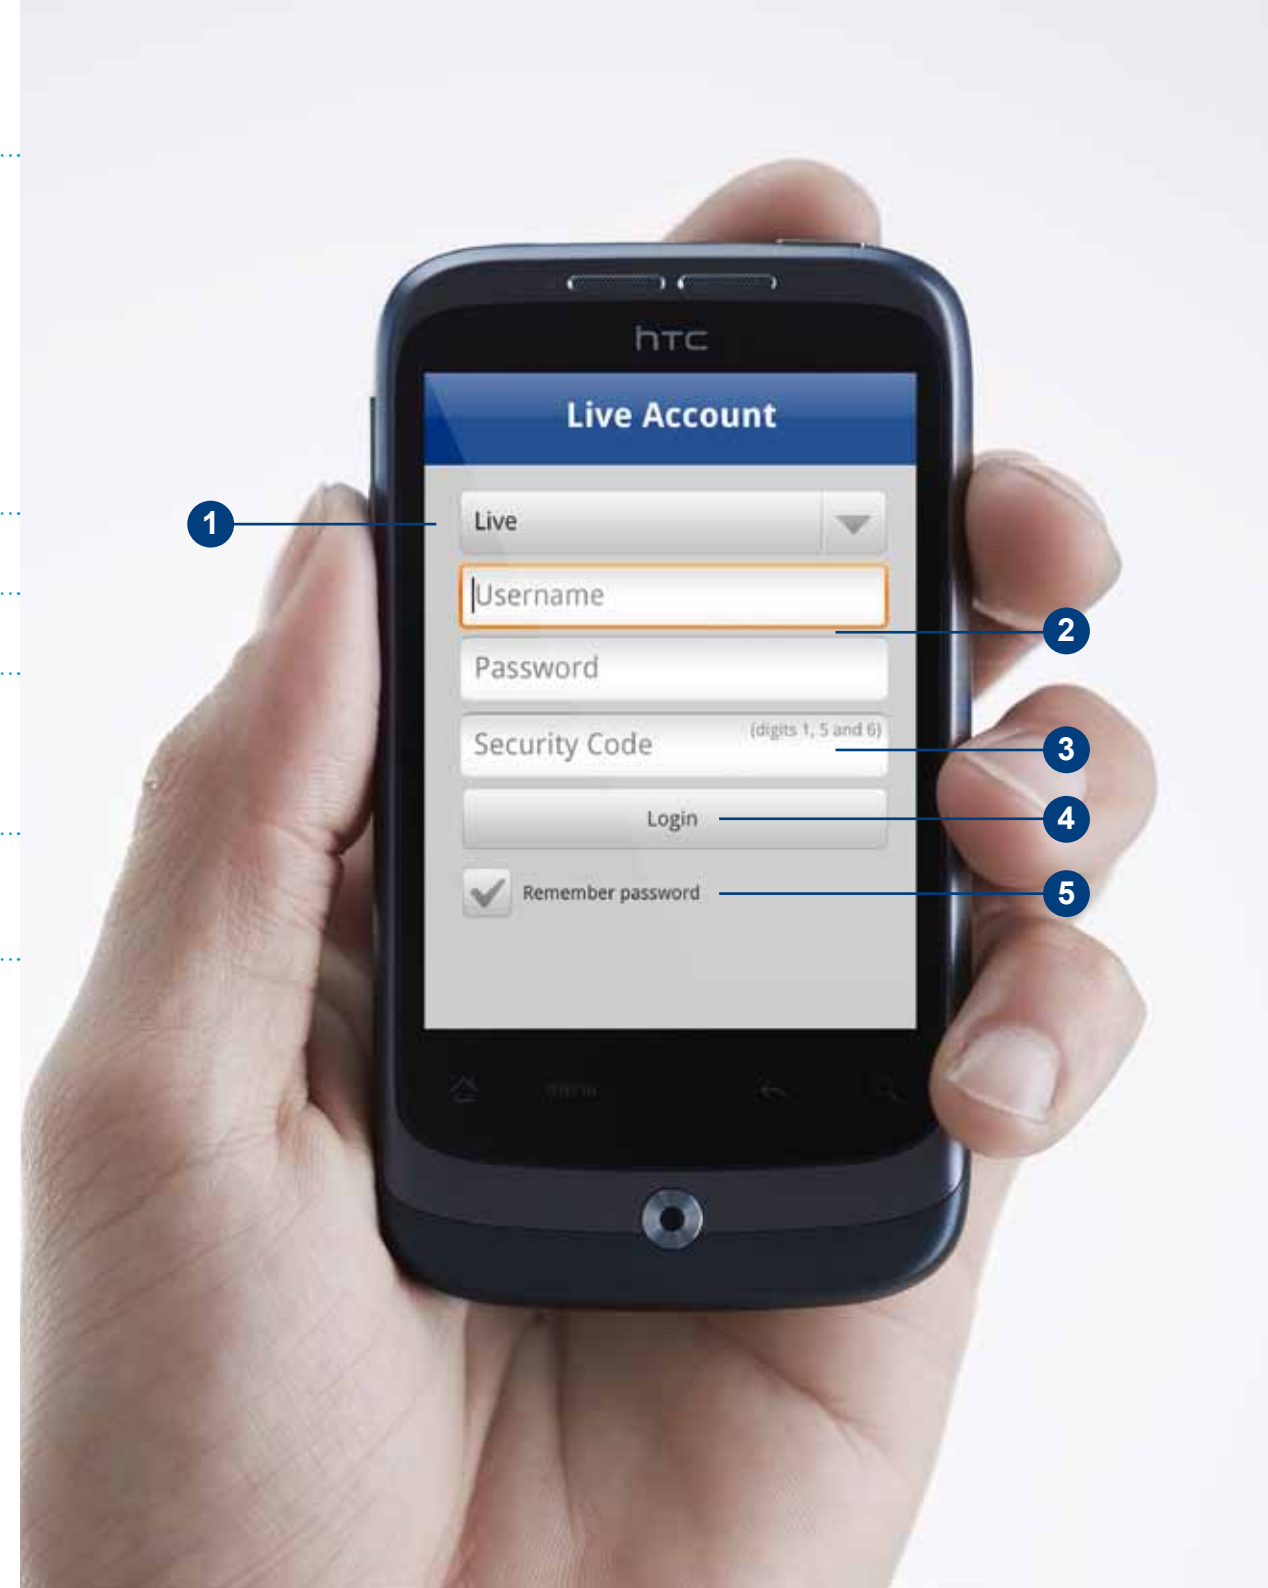 htc
Live Account
1
Live
Username
2
Password
Security Code (digits 1, 5 and 6)
3
Login
4
Remember password
5
menu